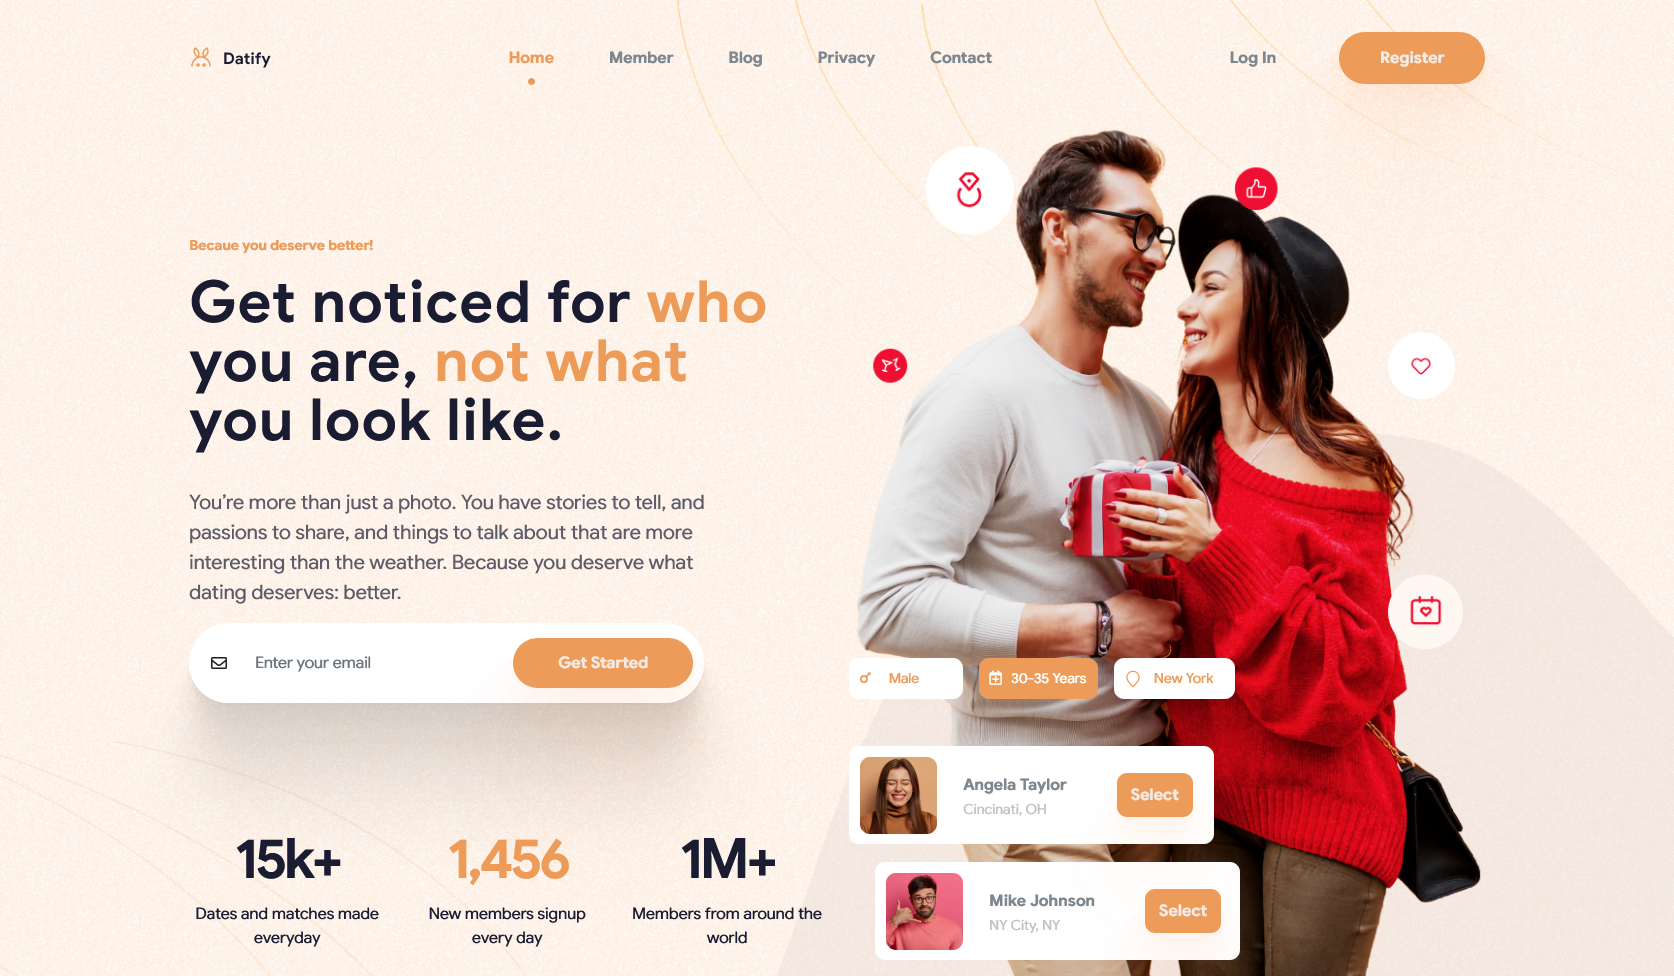 Datify
Home
Member
Blog
Privacy
Contact
Log In
Register
Becaue you deserve better!
Get noticed for who
you are, not what
you look like.
You're more than just a photo. You have stories to tell, and
passions to share, and things to talk about that are more
interesting than the weather. Because you deserve what
dating deserves: better.
Enter your email
Get Started
15k+
Dates and matches made
everyday
1,456
New members signup
every day
1M+
Members from around the
world
Male
30-35 Years
New York
Angela Taylor
Cincinati, OH
Select
Mike Johnson
NY City, NY
Select